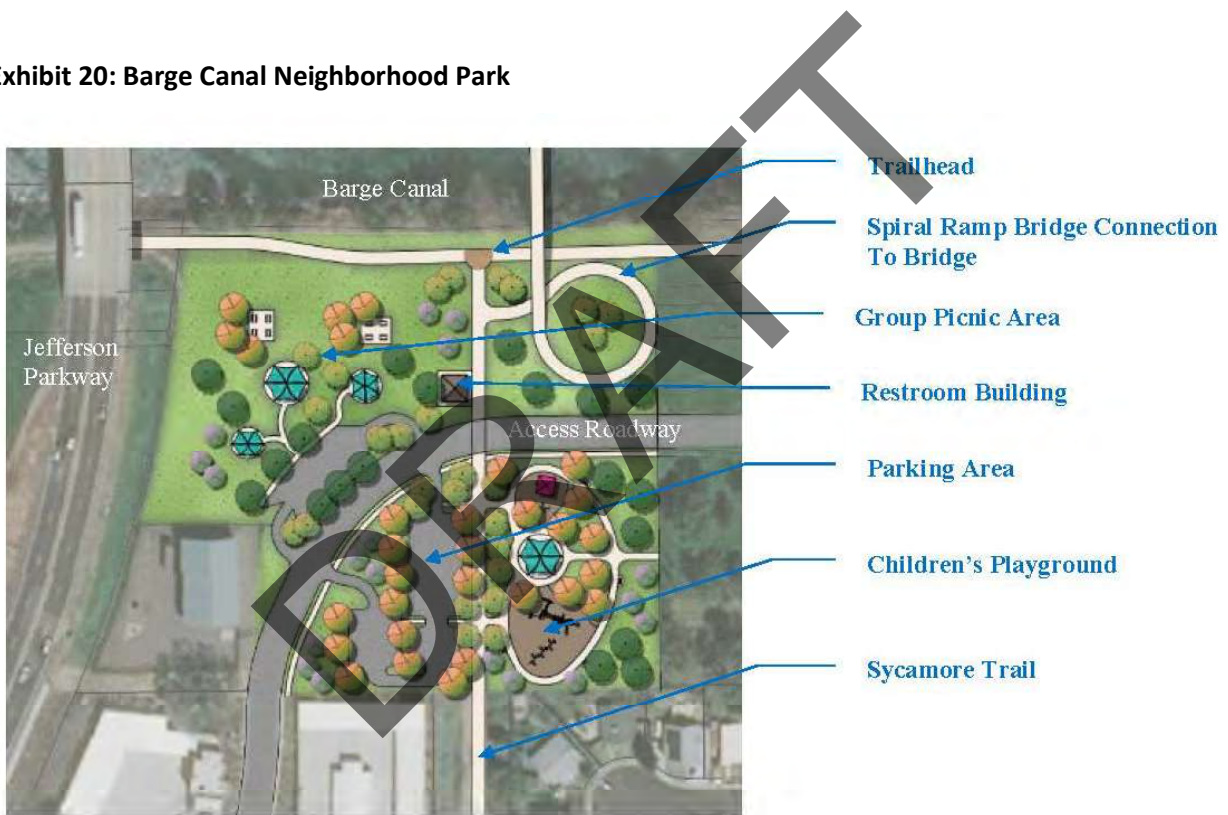 xhibit 20: Barge Canal Neighborhood Park
DRAFT
Barge Canal
Jefferson
Parkway
Access Roadway
Trailhead
Spiral Ramp Bridge Connection
To Bridge
Group Picnic Area
Restroom Building
Parking Area
Children's Playground
Sycamore Trail